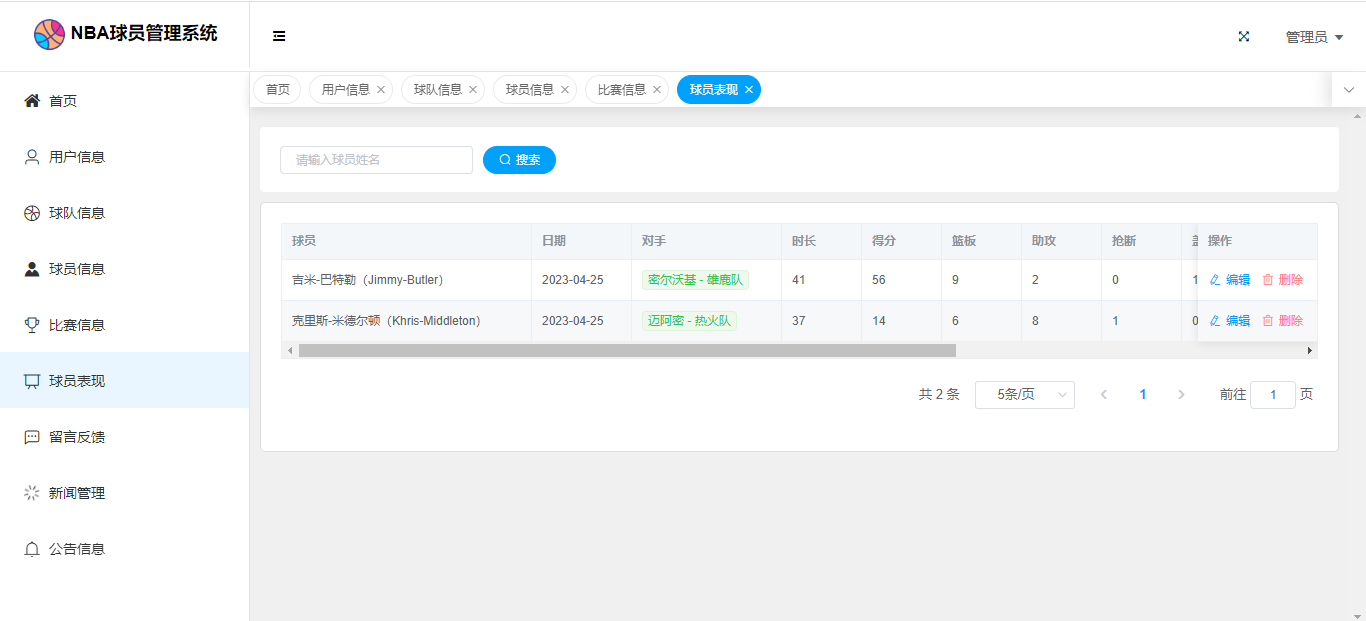 NBA球员管理系统
管理员
首页
用户信息
球队信息
球员信息
比赛信息
球员表现
留言反馈
新闻管理
公告信息
首页 用户信息 球队信息 球员信息 比赛信息 球员表现
请输入球员姓名 搜索
球员 日期 对手 时长 得分 篮板 助攻 抢断 操作
吉米-巴特勒（Jimmy-Butler） 2023-04-25 密尔沃基 - 雄鹿队 41 56 9 2 0 1 编辑 删除
克里斯-米德尔顿（Khris-Middleton） 2023-04-25 迈阿密 - 热火队 37 14 6 8 1 0 编辑 删除
共 2 条 5条/页 1 前往 1 页